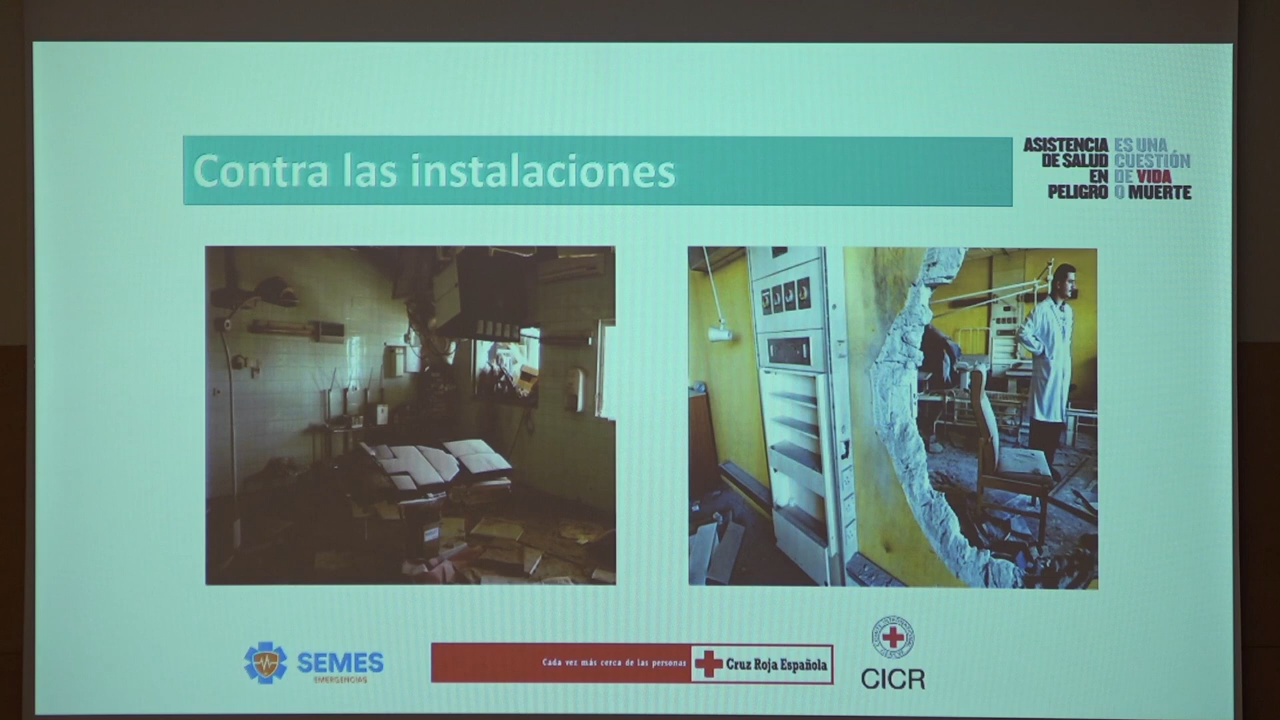 Contra las instalaciones
ASISTENCIA ES UNA
DE SALUD CUESTIÓN
EN DE VIDA
PELIGRO O MUERTE
SEMES
EMERGENCIAS
Cada vez más cerca de las personas
Cruz Roja Española
CICR